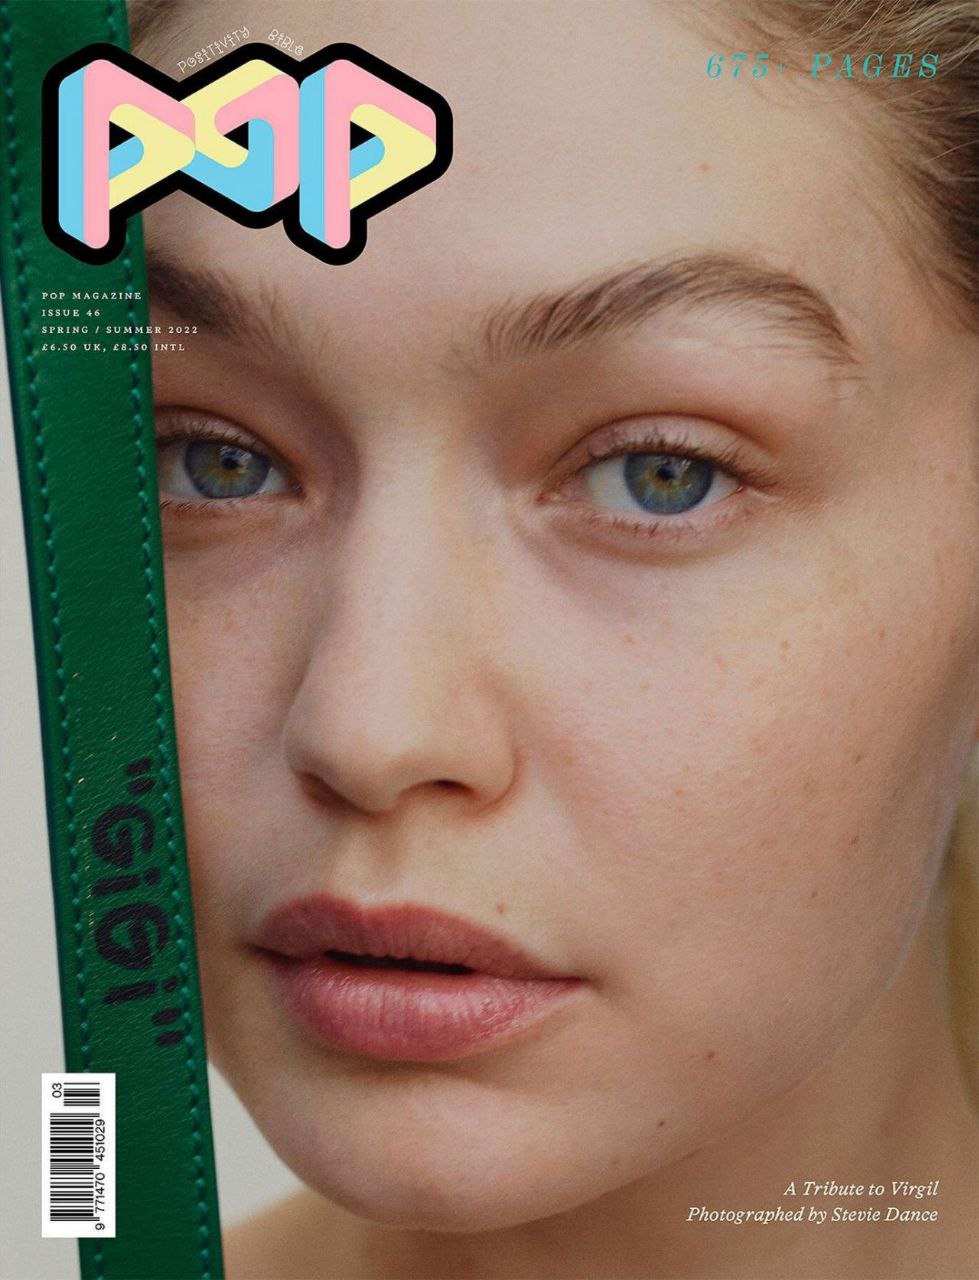 POSITIVITY BIBLE
POP
675+ PAGES
POP MAGAZINE
ISSUE 46
SPRING / SUMMER 2022
£6.50 UK, £8.50 INTL
"GiGi"
03
9 771470 451029
A Tribute to Virgil
Photographed by Stevie Dance